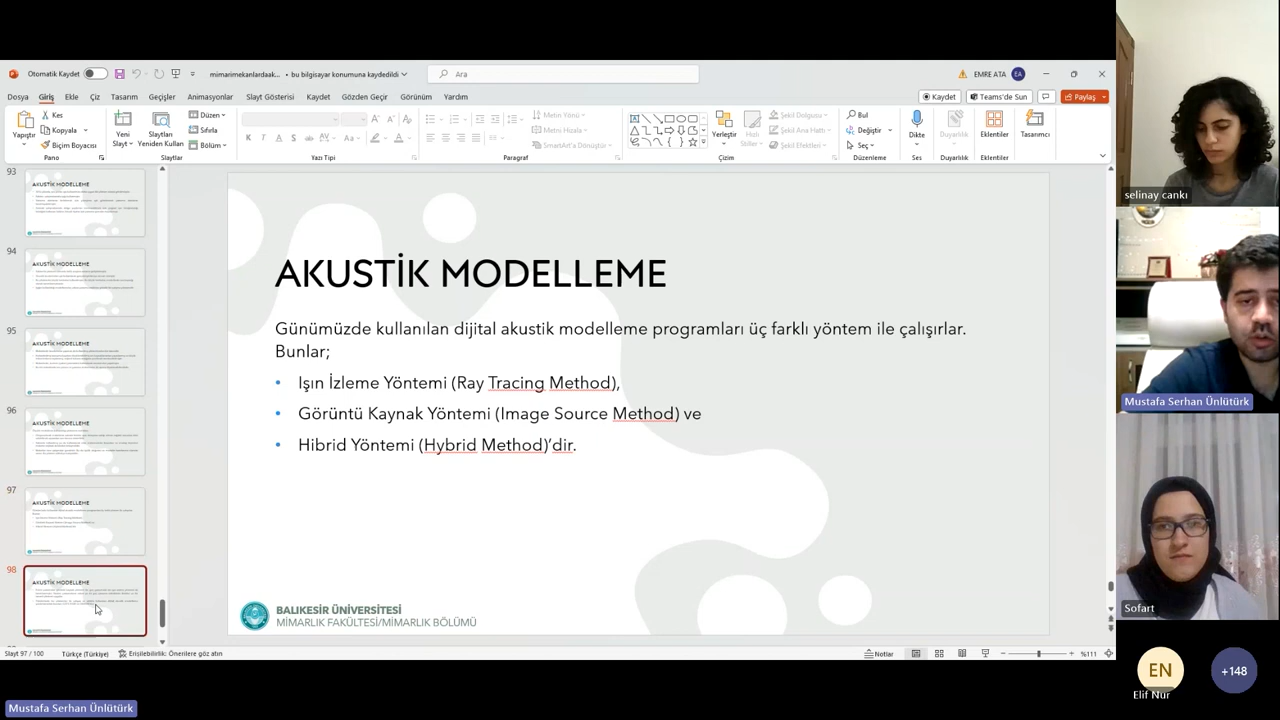 Otomatik Kaydet
mimarimekanlardaak... • bu bilgisayar konumuna kaydedildi
Ara
EMRE ATA
EA
Dosya Giriş Ekle Çiz Tasarım Geçişler Animasyonlar Slayt Gösterisi Kaydet Gözden Geçir Görünüm Yardım
Kaydet
Teams'de Sun
Paylaş
Yapıştır
Kes
Kopyala
Biçim Boyacısı
Pano
Yeni Slayt
Slaytları Yeniden Kullan
Düzen
Sıfırla
Bölüm
Slaytlar
Yazı Tipi
Metin Yönü
Metni Hizala
SmartArt'a Dönüştür
Paragraf
Yerleştir
Hızlı Stiller
Şekil Dolgusu
Şekil Ana Hattı
Şekil Efektleri
Çizim
Bul
Değiştir
Seç
Düzenleme
Dikte
Ses
Duyarlılık
Duyarlılık
Eklentiler
Eklentiler
Tasarımcı
93
AKUSTİK MODELLEME
94
AKUSTİK MODELLEME
95
AKUSTİK MODELLEME
96
AKUSTİK MODELLEME
97
AKUSTİK MODELLEME
98
AKUSTİK MODELLEME
AKUSTİK MODELLEME
Günümüzde kullanılan dijital akustik modelleme programları üç farklı yöntem ile çalışırlar.
Bunlar;
• Işın İzleme Yöntemi (Ray Tracing Method),
• Görüntü Kaynak Yöntemi (Image Source Method) ve
• Hibrid Yöntemi (Hybrid Method)'dir.
BALIKESİR ÜNİVERSİTESİ
MİMARLIK FAKÜLTESİ/MİMARLIK BÖLÜMÜ
Slayt 97 / 100
Türkçe (Türkiye)
Erişilebilirlik: Önerilere göz atın
Notlar
%111
selinay cankı
Mustafa Serhan Ünlütürk
Sofart
EN
Elif Nur
+148
Mustafa Serhan Ünlütürk